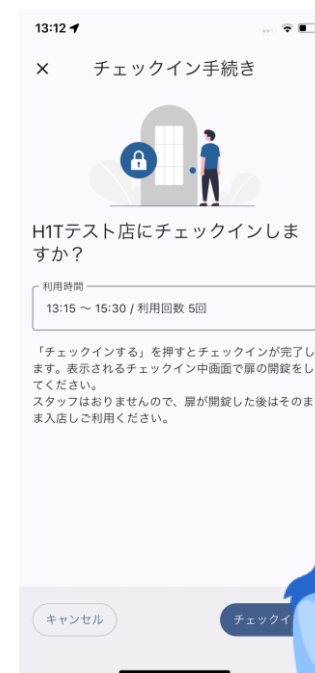 13:12
× チェックイン手続き
H1Tテスト店にチェックインしま
すか？
利用時間
13:15 ～ 15:30 / 利用回数 5回
「チェックインする」を押すとチェックインが完了し
ます。表示されるチェックイン中画面で扉の開錠をし
てください。
スタッフはおりませんので、扉が開錠した後はそのま
ま入店しご利用ください。
キャンセル
チェックイ